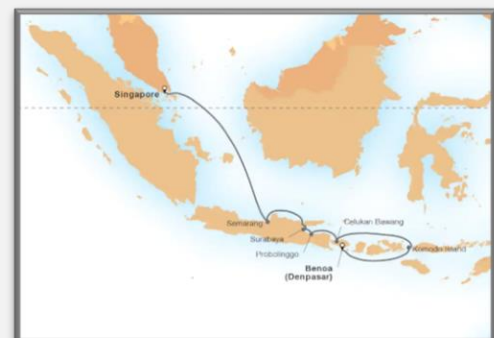 Singapore
Semarang
Celukan Bawang
Surabaya
Komodo Island
Probolinggo
Benoa
(Denpasar)